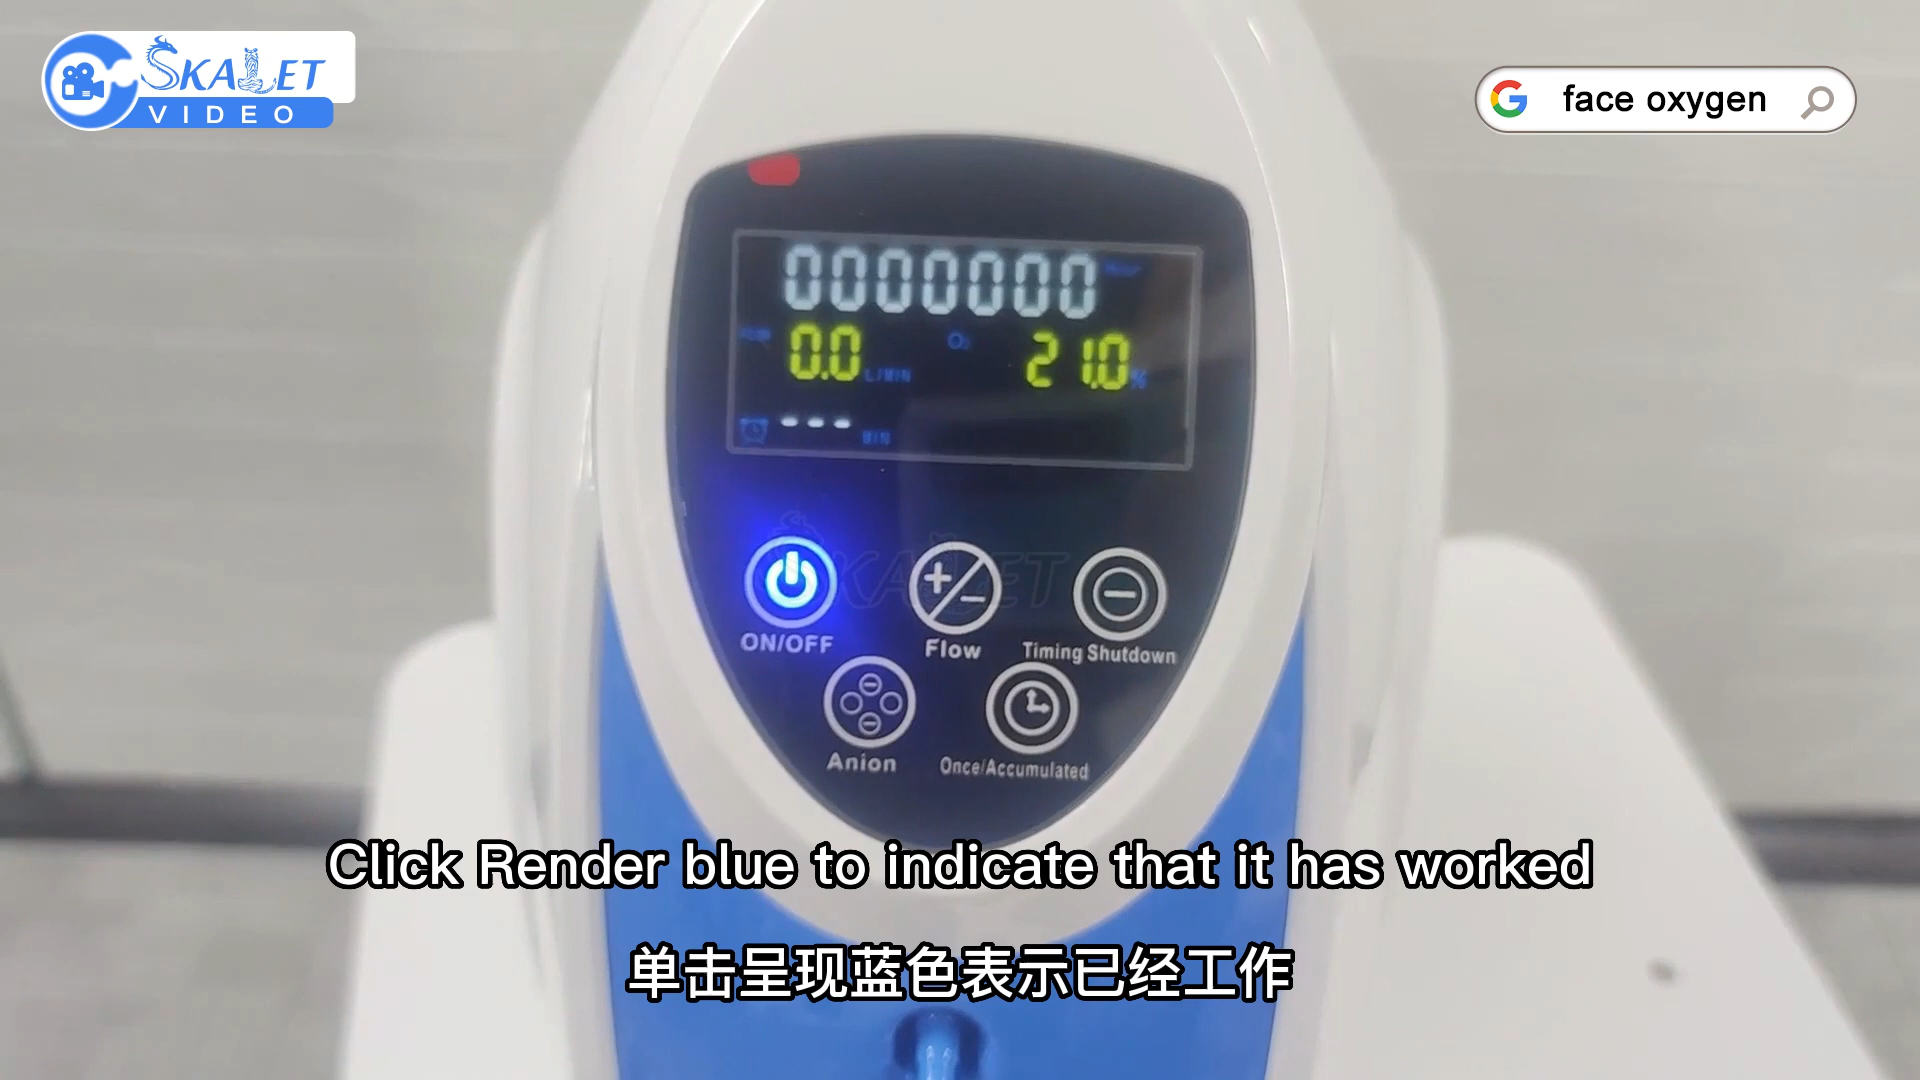 SKALET
VIDEO
face oxygen
0000000
0.0 L/MIN
O₂ 21.0 %
--- MIN
SKALET
ON/OFF
Flow
Timing Shutdown
Anion
Once/Accumulated
Click Render blue to indicate that it has worked
单击呈现蓝色表示已经工作